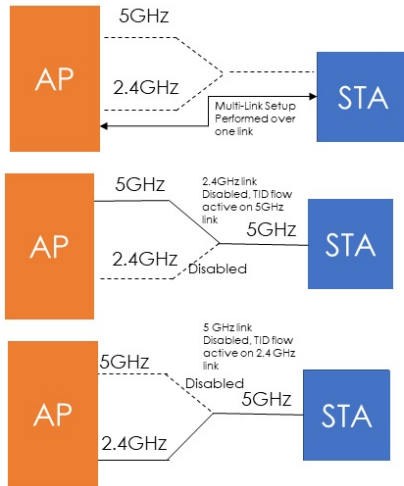 5GHz
AP
2.4GHz
STA
Multi-Link Setup
Performed over
one link
5GHz
2.4GHz link
Disabled, TID flow
active on 5GHz
link
AP
5GHz
STA
2.4GHz
Disabled
5 GHz link
Disabled, TID flow
active on 2.4 GHz
link
5GHz
Disabled
AP
5GHz
STA
2.4GHz